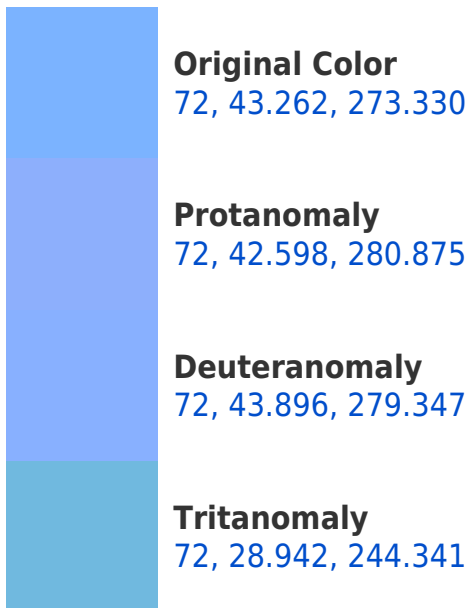 Original Color
72, 43.262, 273.330
Protanomaly
72, 42.598, 280.875
Deuteranomaly
72, 43.896, 279.347
Tritanomaly
72, 28.942, 244.341